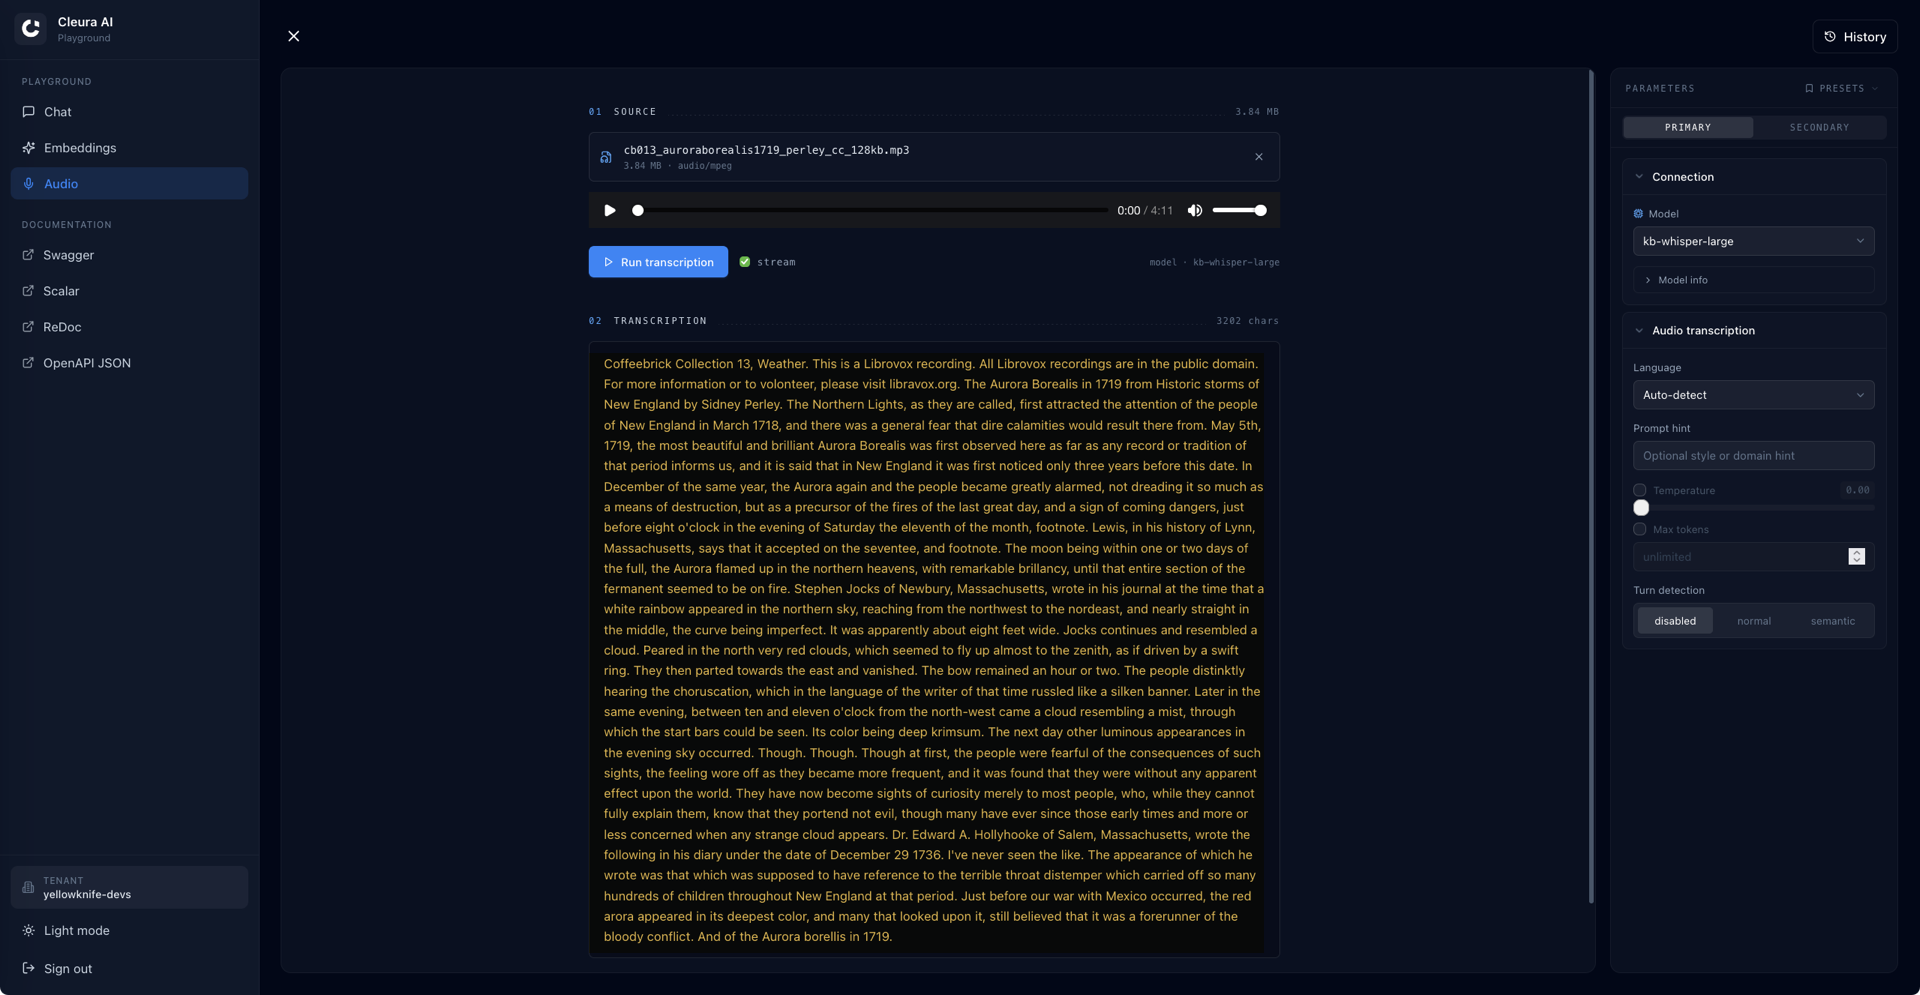 Cleura AI
Playground
PLAYGROUND
Chat
Embeddings
Audio
DOCUMENTATION
Swagger
Scalar
ReDoc
OpenAPI JSON
TENANT
yellowknife-devs
Light mode
Sign out
History
01 SOURCE 3.84 MB
cb013_auroraborealis1719_perley_cc_128kb.mp3
3.84 MB · audio/mpeg
0:00 / 4:11
Run transcription stream model · kb-whisper-large
02 TRANSCRIPTION 3202 chars
Coffeebrick Collection 13, Weather. This is a Librovox recording. All Librovox recordings are in the public domain.
For more information or to volunteer, please visit libravox.org. The Aurora Borealis in 1719 from Historic storms of
New England by Sidney Perley. The Northern Lights, as they are called, first attracted the attention of the people
of New England in March 1718, and there was a general fear that dire calamities would result there from. May 5th,
1719, the most beautiful and brilliant Aurora Borealis was first observed here as far as any record or tradition of
that period informs us, and it is said that in New England it was first noticed only three years before this date. In
December of the same year, the Aurora again and the people became greatly alarmed, not dreading it so much as
a means of destruction, but as a precursor of the fires of the last great day, and a sign of coming dangers, just
before eight o'clock in the evening of Saturday the eleventh of the month, footnote. Lewis, in his history of Lynn,
Massachusetts, says that it accepted on the seventee, and footnote. The moon being within one or two days of
the full, the Aurora flamed up in the northern heavens, with remarkable brillancy, until that entire section of the
fermanent seemed to be on fire. Stephen Jocks of Newbury, Massachusetts, wrote in his journal at the time that a
white rainbow appeared in the northern sky, reaching from the northwest to the nordeast, and nearly straight in
the middle, the curve being imperfect. It was apparently about eight feet wide. Jocks continues and resembled a
cloud. Peared in the north very red clouds, which seemed to fly up almost to the zenith, as if driven by a swift
ring. They then parted towards the east and vanished. The bow remained an hour or two. The people distinkty
hearing the choruscation, which in the language of the writer of that time russled like a silken banner. Later in the
same evening, between ten and eleven o'clock from the north-west came a cloud resembling a mist, through
which the start bars could be seen. Its color being deep krimsum. The next day other luminous appearances in
the evening sky occurred. Though. Though. Though at first, the people were fearful of the consequences of such
sights, the feeling wore off as they became more frequent, and it was found that they were without any apparent
effect upon the world. They have now become sights of curiosity merely to most people, who, while they cannot
fully explain them, know that they portend not evil, though many have ever since those early times and more or
less concerned when any strange cloud appears. Dr. Edward A. Hollyhooke of Salem, Massachusetts, wrote the
following in his diary under the date of December 29 1736. I've never seen the like. The appearance of which he
wrote was that which was supposed to have reference to the terrible throat distemper which carried off so many
hundreds of children throughout New England at that period. Just before our war with Mexico occurred, the red
arora appeared in its deepest color, and many that looked upon it, still believed that it was a forerunner of the
bloody conflict. And of the Aurora borellis in 1719.
PARAMETERS PRESETS
PRIMARY SECONDARY
Connection
Model
kb-whisper-large
Model info
Audio transcription
Language
Auto-detect
Prompt hint
Optional style or domain hint
Temperature 0.00
Max tokens
unlimited
Turn detection
disabled normal semantic